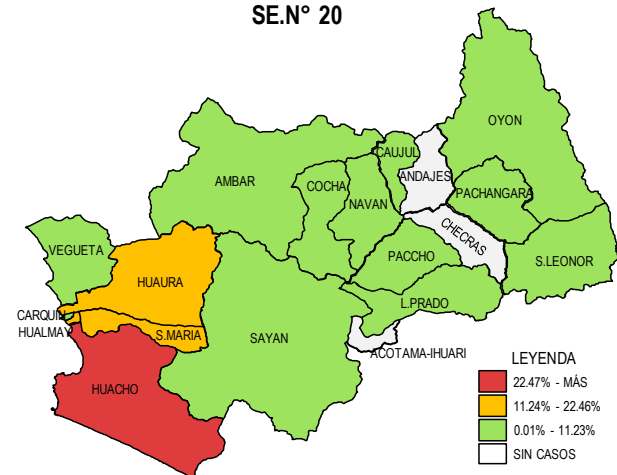 SE.N° 20
OYON
CAUJUL
ANDAJES
AMBAR
COCHA
PACHANGARA
NAVAN
CHECRAS
VEGUETA
PACCHO
S.LEONOR
HUAURA
L.PRADO
CARQUIN
HUALMAY
S.MARIA
SAYAN
ACOTAMA-IHUARI
HUACHO
LEYENDA
22.47% - MÁS
11.24% - 22.46%
0.01% - 11.23%
SIN CASOS